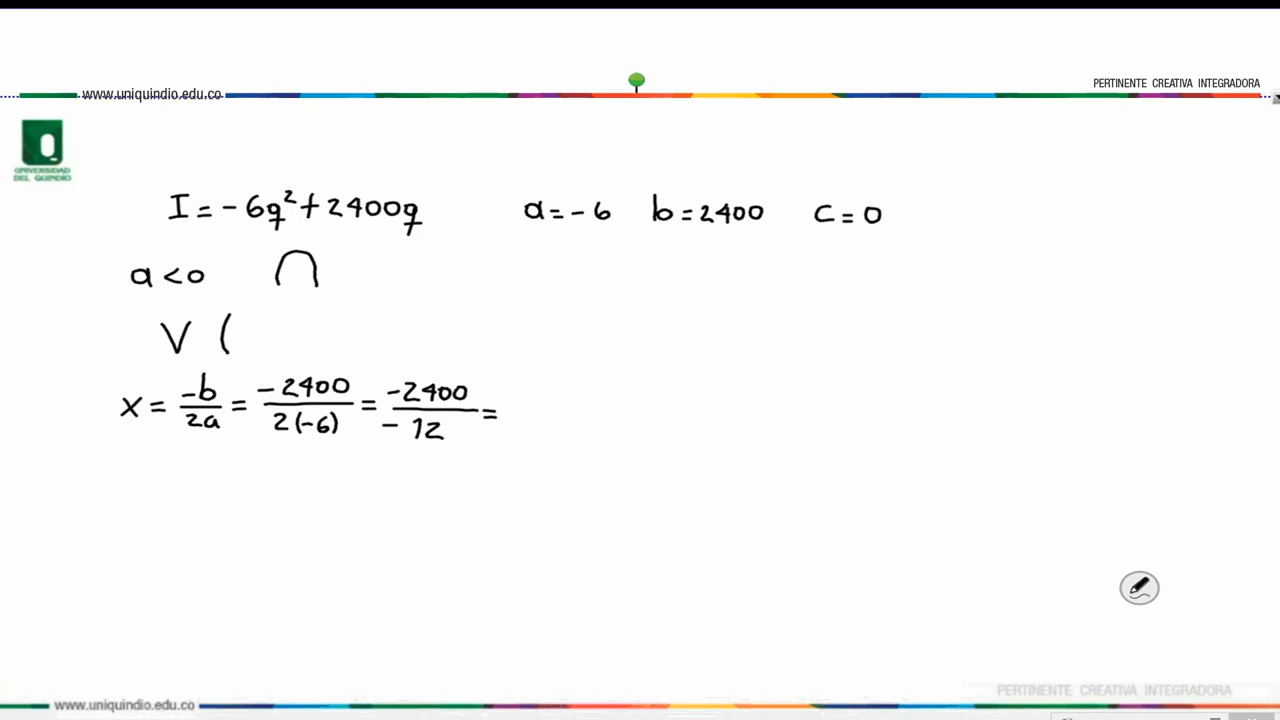 PERTINENTE CREATIVA INTEGRADORA
www.uniquindio.edu.co
UNIVERSIDAD
DEL QUINDÍO
I = -6q² + 2400q a = -6 b = 2400 c = 0
a < 0
V (
x = -b/2a = -2400/2(-6) = -2400/-12 =
www.uniquindio.edu.co
PERTINENTE CREATIVA INTEGRADORA